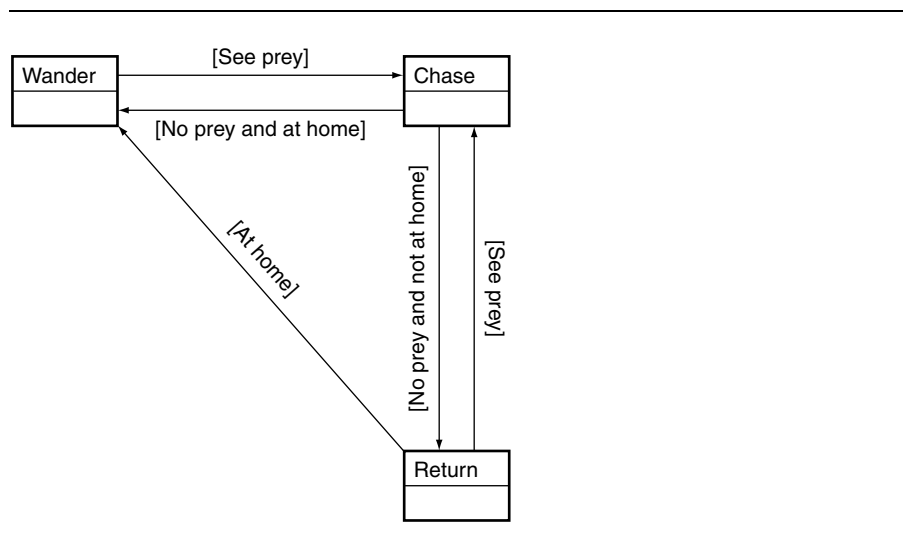 [See prey]
Wander
Chase
[No prey and at home]
[At home]
[No prey and not at home]
[See prey]
Return